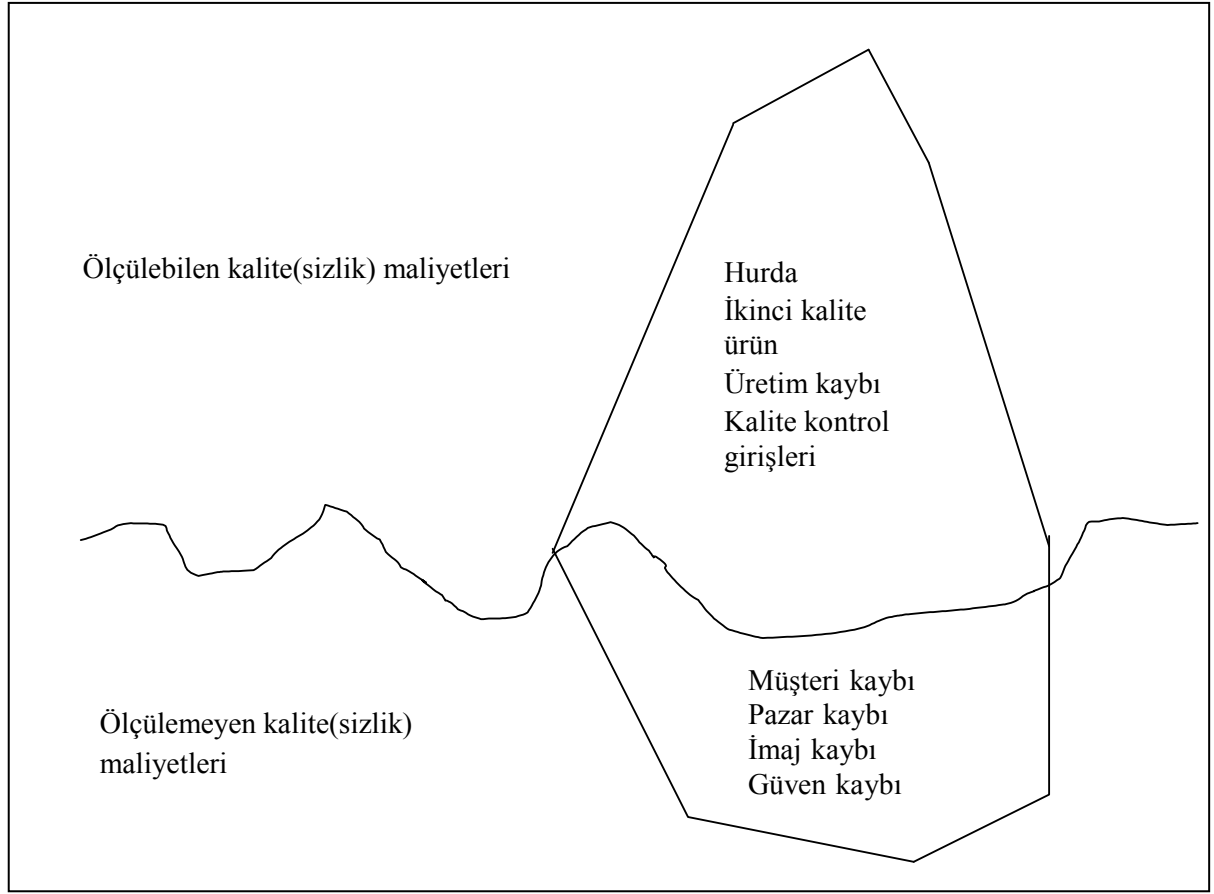 Ölçülebilen kalite(sizlik) maliyetleri
Hurda
İkinci kalite
ürün
Üretim kaybı
Kalite kontrol
girişleri
Ölçülemeyen kalite(sizlik)
maliyetleri
Müşteri kaybı
Pazar kaybı
İmaj kaybı
Güven kaybı